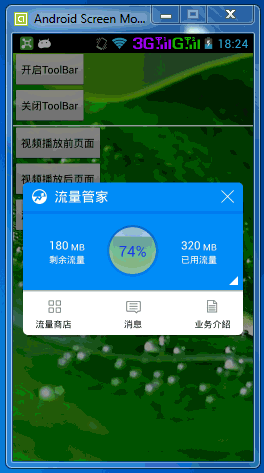 Android Screen Mo...
3G G 18:24
开启ToolBar
关闭ToolBar
视频播放前页面
视频播放后页面
流量管家
180 MB
剩余流量
74%
320 MB
已用流量
流量商店
消息
业务介绍